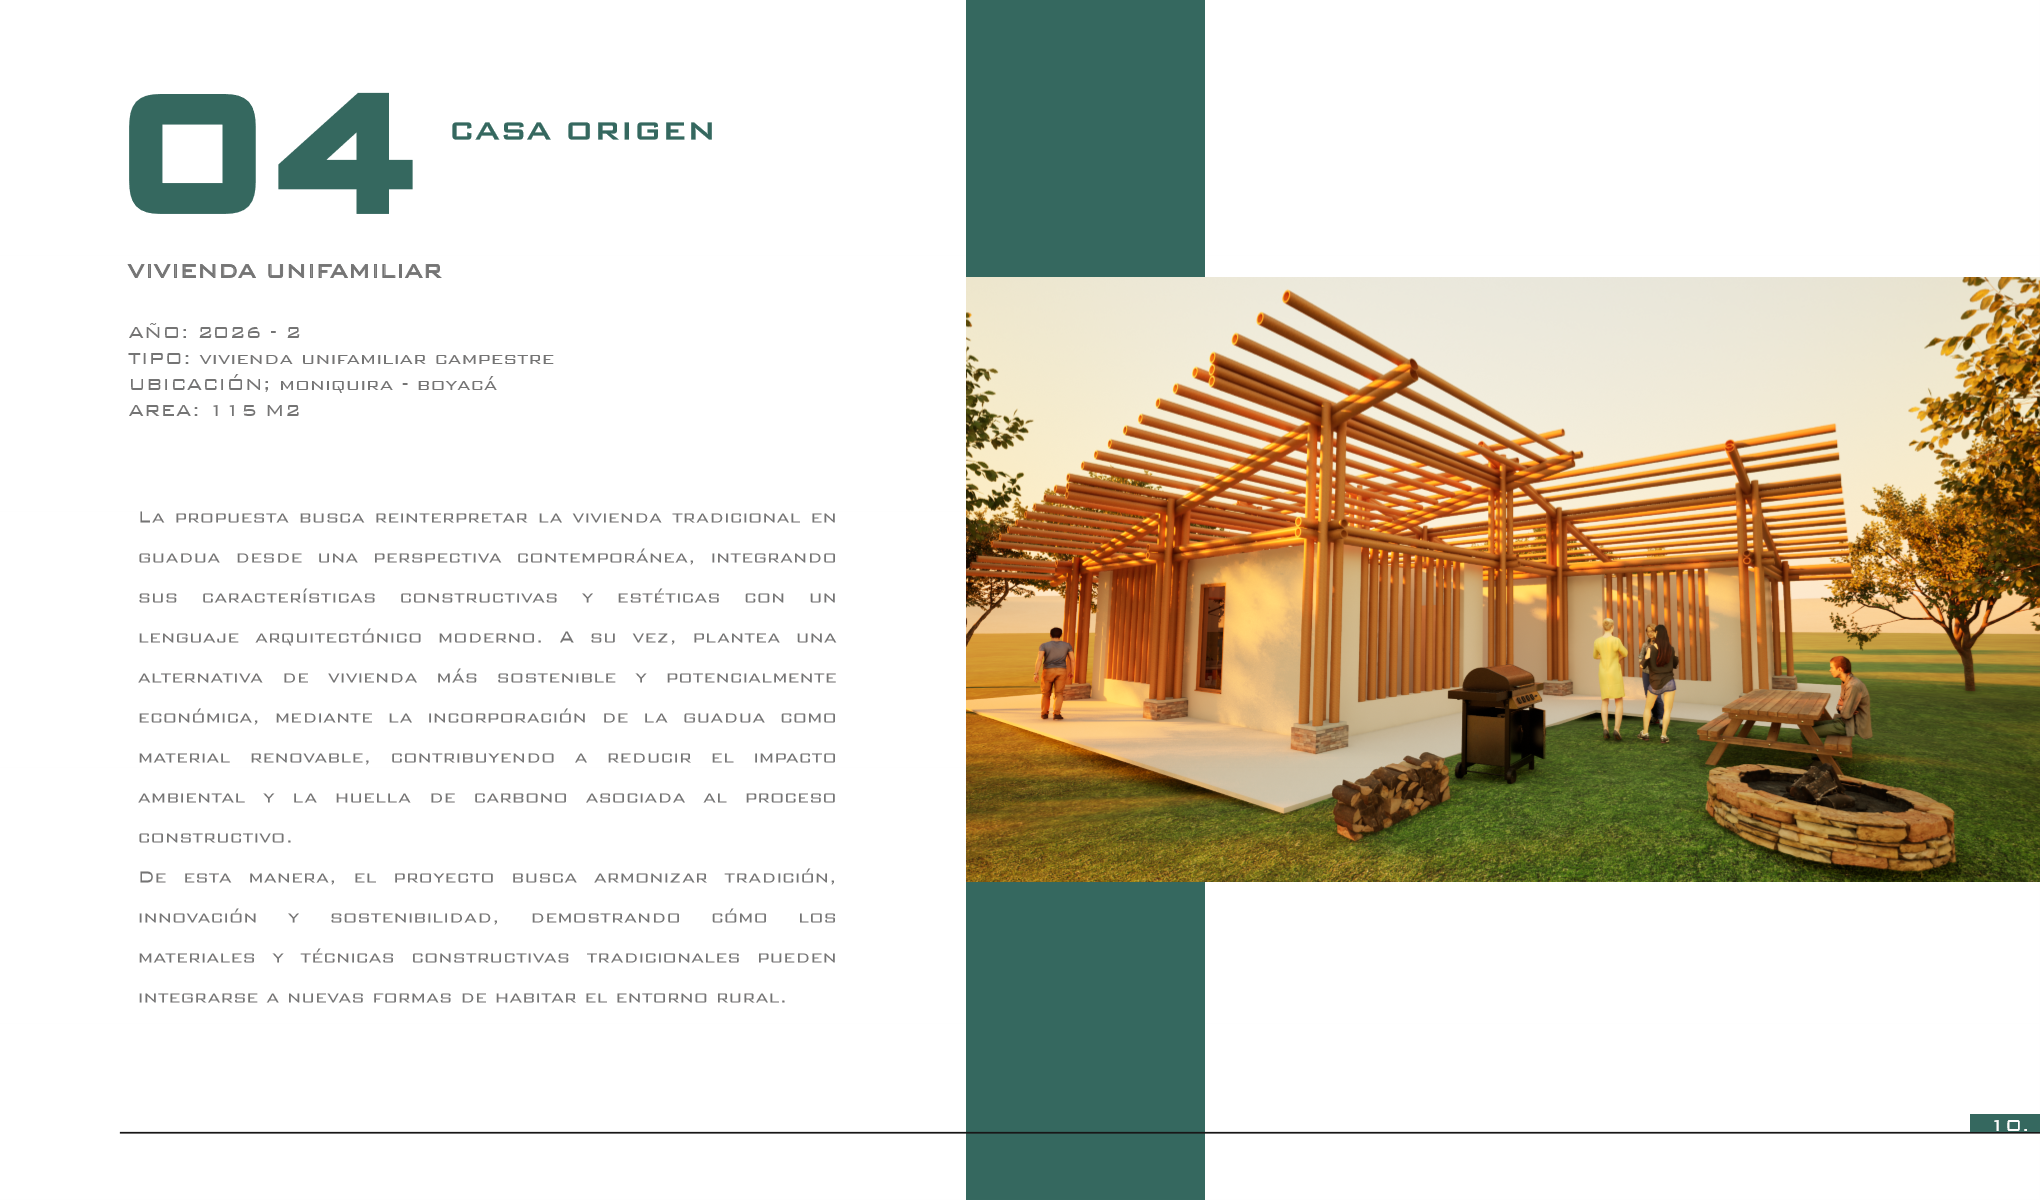 04
CASA ORIGEN
VIVIENDA UNIFAMILIAR
AÑO: 2026 - 2
TIPO: VIVIENDA UNIFAMILIAR CAMPESTRE
UBICACIÓN; MONIQUIRA - BOYACÁ
AREA: 115 M2
LA PROPUESTA BUSCA REINTERPRETAR LA VIVIENDA TRADICIONAL EN
GUADUA DESDE UNA PERSPECTIVA CONTEMPORÁNEA, INTEGRANDO
SUS CARACTERÍSTICAS CONSTRUCTIVAS Y ESTÉTICAS CON UN
LENGUAJE ARQUITECTÓNICO MODERNO. A SU VEZ, PLANTEA UNA
ALTERNATIVA DE VIVIENDA MÁS SOSTENIBLE Y POTENCIALMENTE
ECONÓMICA, MEDIANTE LA INCORPORACIÓN DE LA GUADUA COMO
MATERIAL RENOVABLE, CONTRIBUYENDO A REDUCIR EL IMPACTO
AMBIENTAL Y LA HUELLA DE CARBONO ASOCIADA AL PROCESO
CONSTRUCTIVO.
DE ESTA MANERA, EL PROYECTO BUSCA ARMONIZAR TRADICIÓN,
INNOVACIÓN Y SOSTENIBILIDAD, DEMOSTRANDO CÓMO LOS
MATERIALES Y TÉCNICAS CONSTRUCTIVAS TRADICIONALES PUEDEN
INTEGRARSE A NUEVAS FORMAS DE HABITAR EL ENTORNO RURAL.
10.